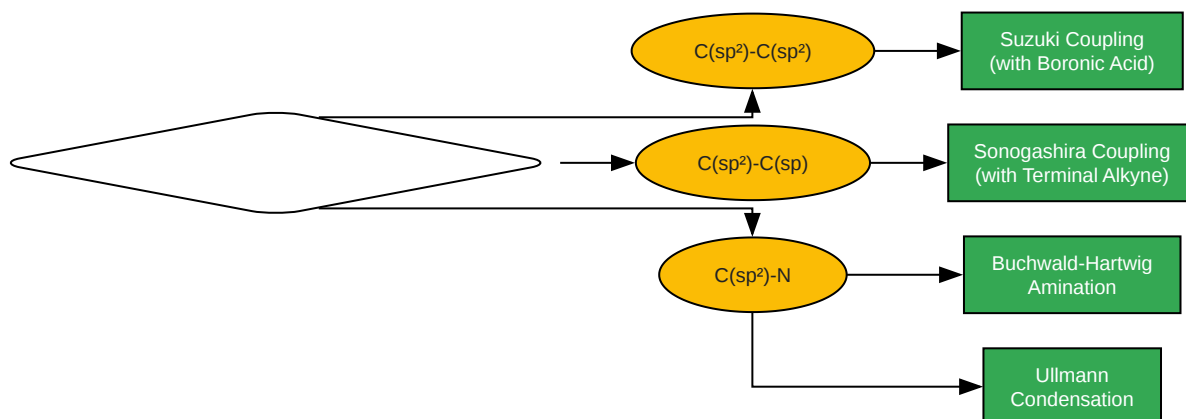 C(sp²)-C(sp²)
Suzuki Coupling
(with Boronic Acid)
C(sp²)-C(sp)
Sonogashira Coupling
(with Terminal Alkyne)
C(sp²)-N
Buchwald-Hartwig
Amination
Ullmann
Condensation